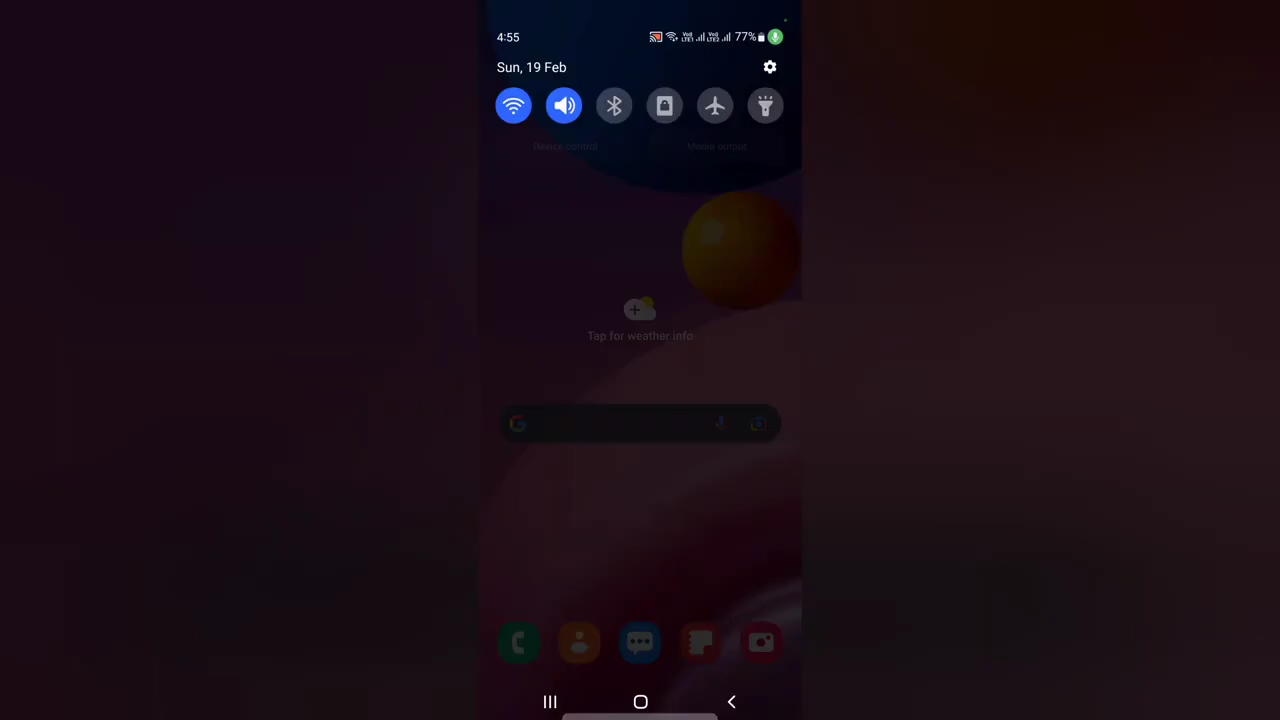 4:55
77%
Sun, 19 Feb
Device control
Media output
Tap for weather info